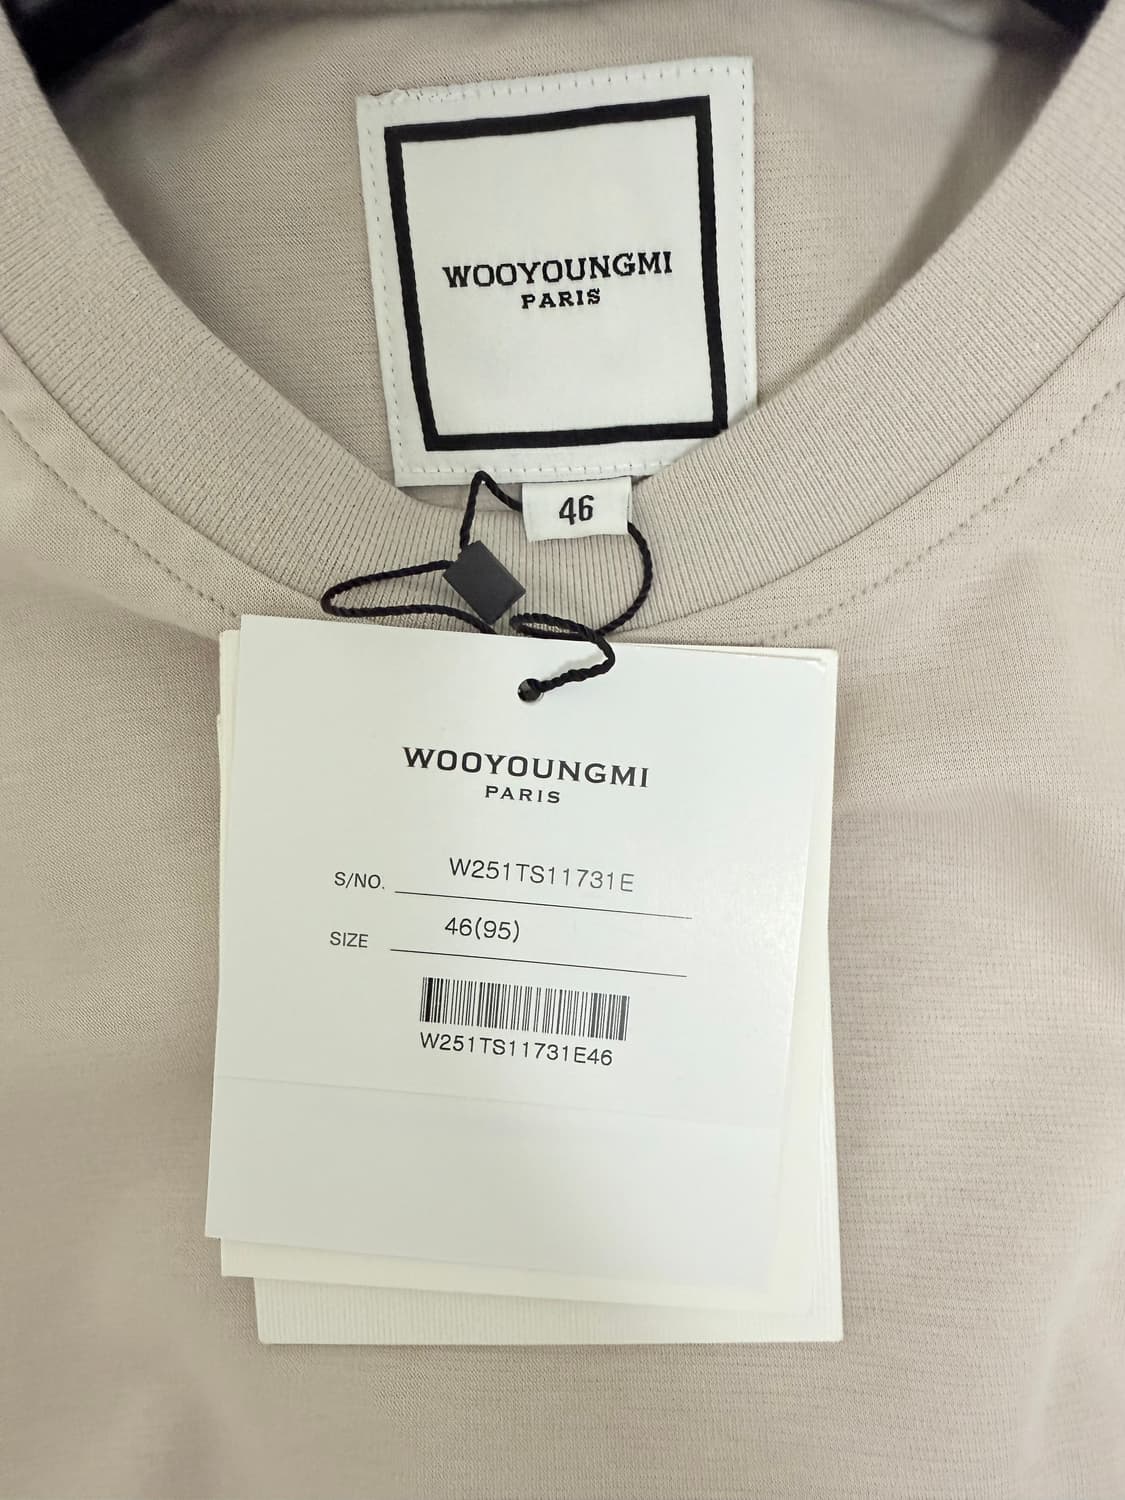 WOOYOUNGMI
PARIS
46
WOOYOUNGMI
PARIS
S/NO. W251TS11731E
SIZE 46(95)
W251TS11731E46